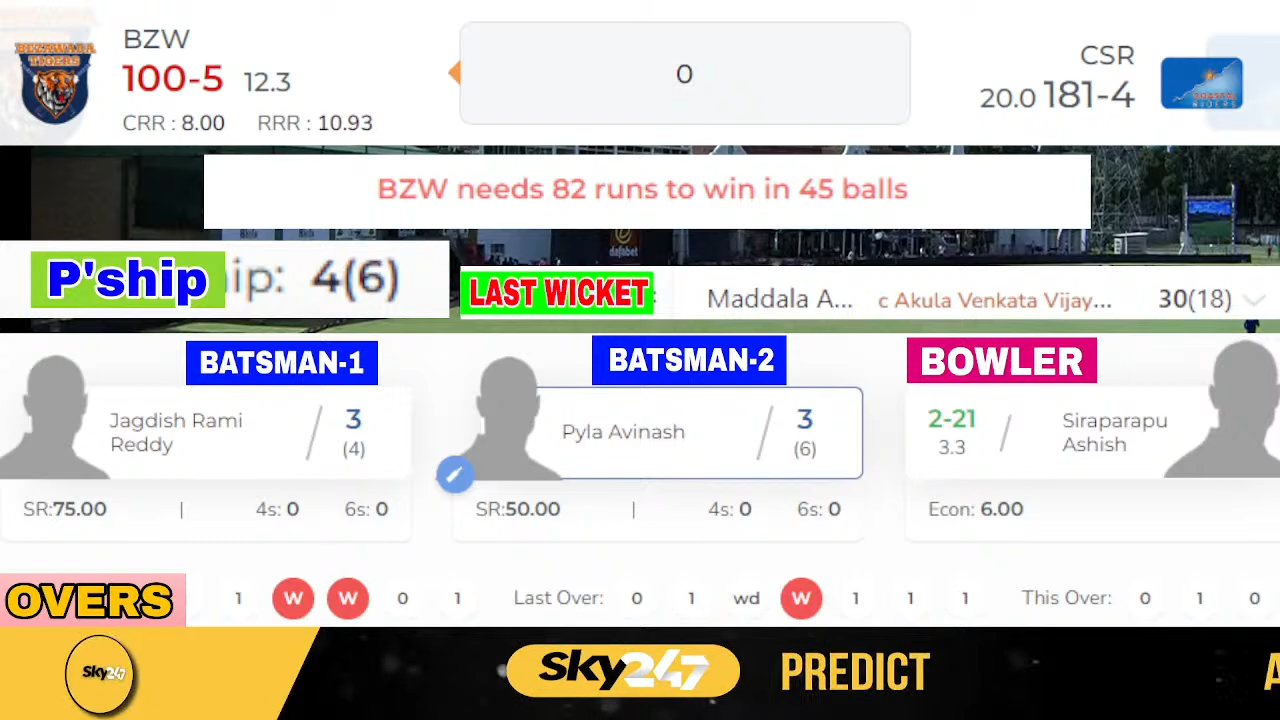 BEZAWADA
TIGERS
BZW
100-5 12.3
CRR : 8.00 RRR : 10.93
0
CSR
20.0 181-4
COASTAL
RIDERS
BZW needs 82 runs to win in 45 balls
dafabet
P'ship ip: 4(6)
LAST WICKET :
Maddala A... c Akula Venkata Vijay... 30(18)
BATSMAN-1
Jagdish Rami
Reddy
3
(4)
SR:75.00 | 4s: 0 6s: 0
BATSMAN-2
Pyla Avinash
3
(6)
SR:50.00 | 4s: 0 6s: 0
BOWLER
2-21
3.3
Siraparapu
Ashish
Econ: 6.00
OVERS 1 W W 0 1 Last Over: 0 1 wd W 1 1 1 This Over: 0 1 0
Sky247
Sky247 PREDICT A